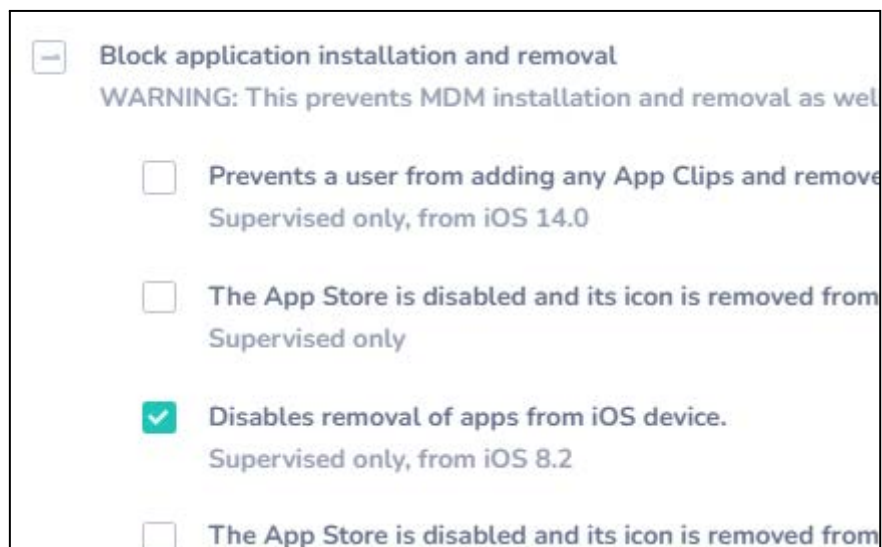 Block application installation and removal
WARNING: This prevents MDM installation and removal as wel
Prevents a user from adding any App Clips and remove
Supervised only, from iOS 14.0
The App Store is disabled and its icon is removed from
Supervised only
Disables removal of apps from iOS device.
Supervised only, from iOS 8.2
The App Store is disabled and its icon is removed from